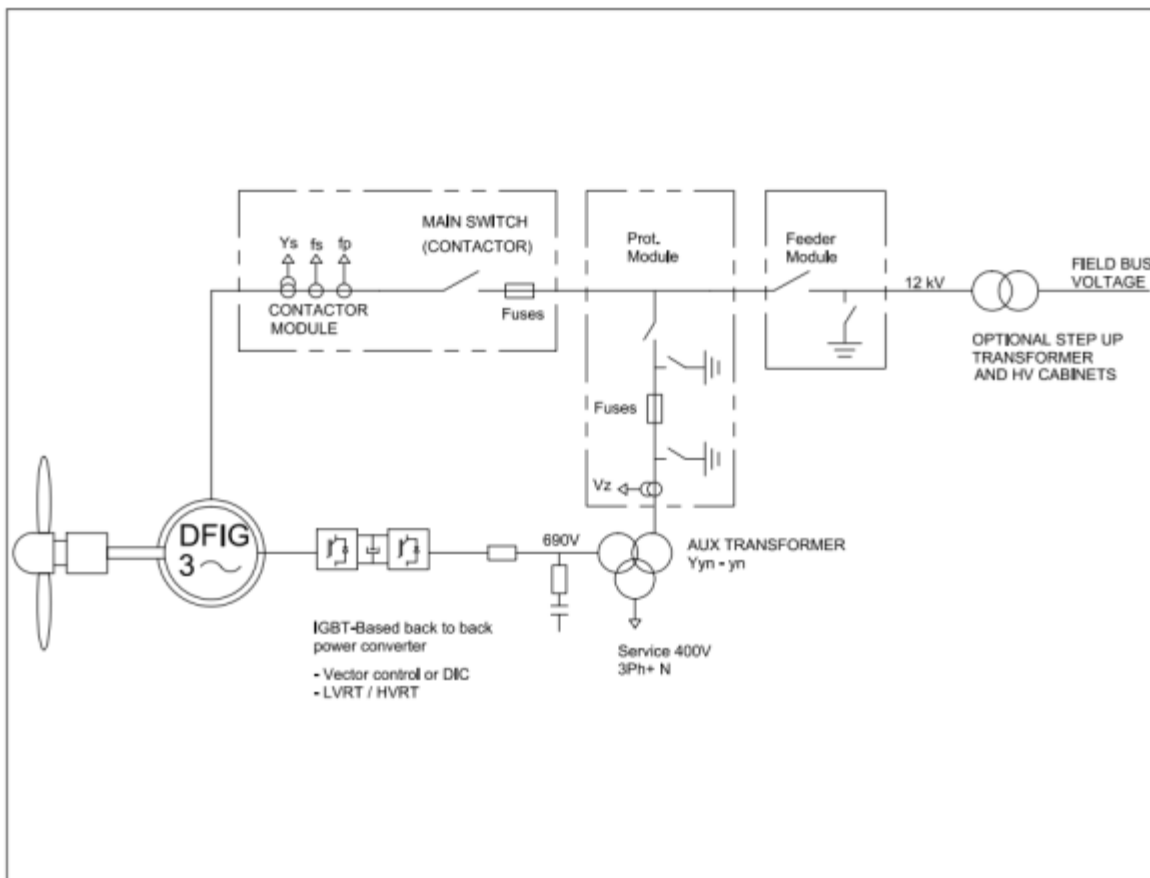 Ys fs fp
CONTACTOR
MODULE
MAIN SWITCH
(CONTACTOR)
Fuses
Prot.
Module
Feeder
Module
12 kV
FIELD BUS
VOLTAGE
OPTIONAL STEP UP
TRANSFORMER
AND HV CABINETS
Fuses
Vz
DFIG
3
690V
AUX TRANSFORMER
Yyn - yn
IGBT-Based back to back
power converter
- Vector control or DIC
- LVRT / HVRT
Service 400V
3Ph+ N